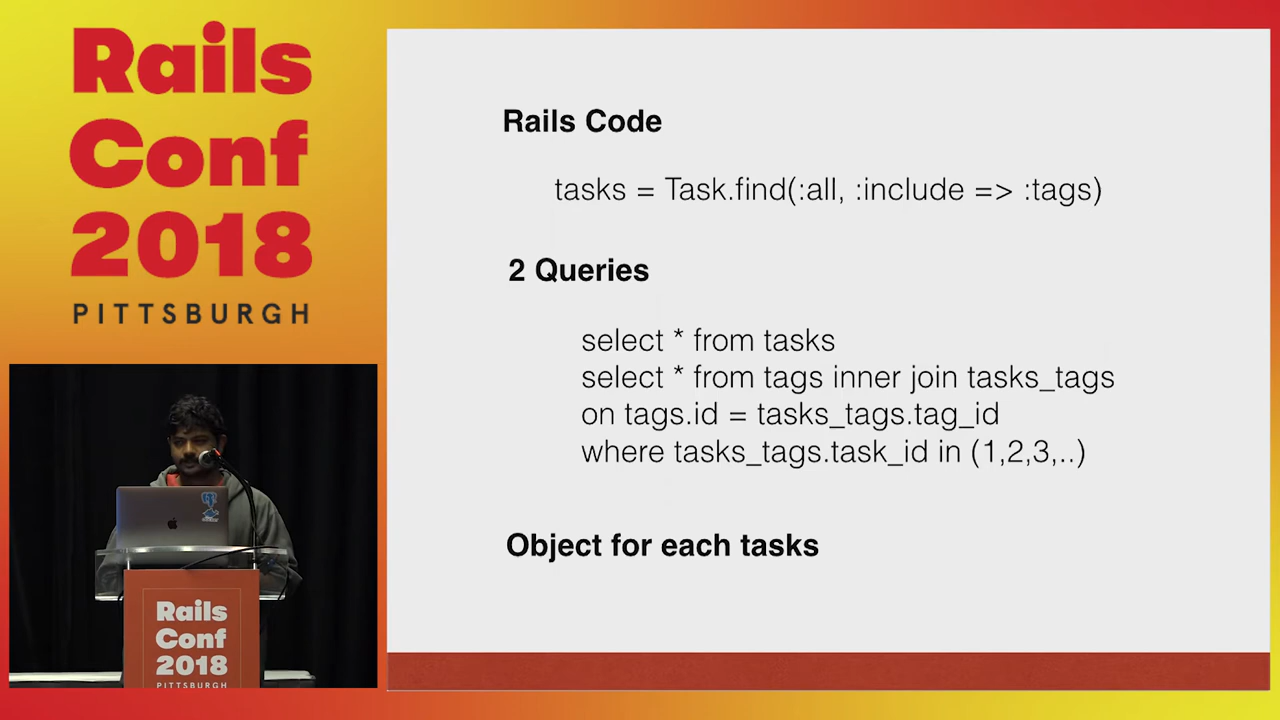 Rails
Conf
2018
PITTSBURGH
Rails Code
tasks = Task.find(:all, :include => :tags)
2 Queries
select * from tasks
select * from tags inner join tasks_tags
on tags.id = tasks_tags.tag_id
where tasks_tags.task_id in (1,2,3,..)
Object for each tasks
Rails
Conf
2018
PITTSBURGH